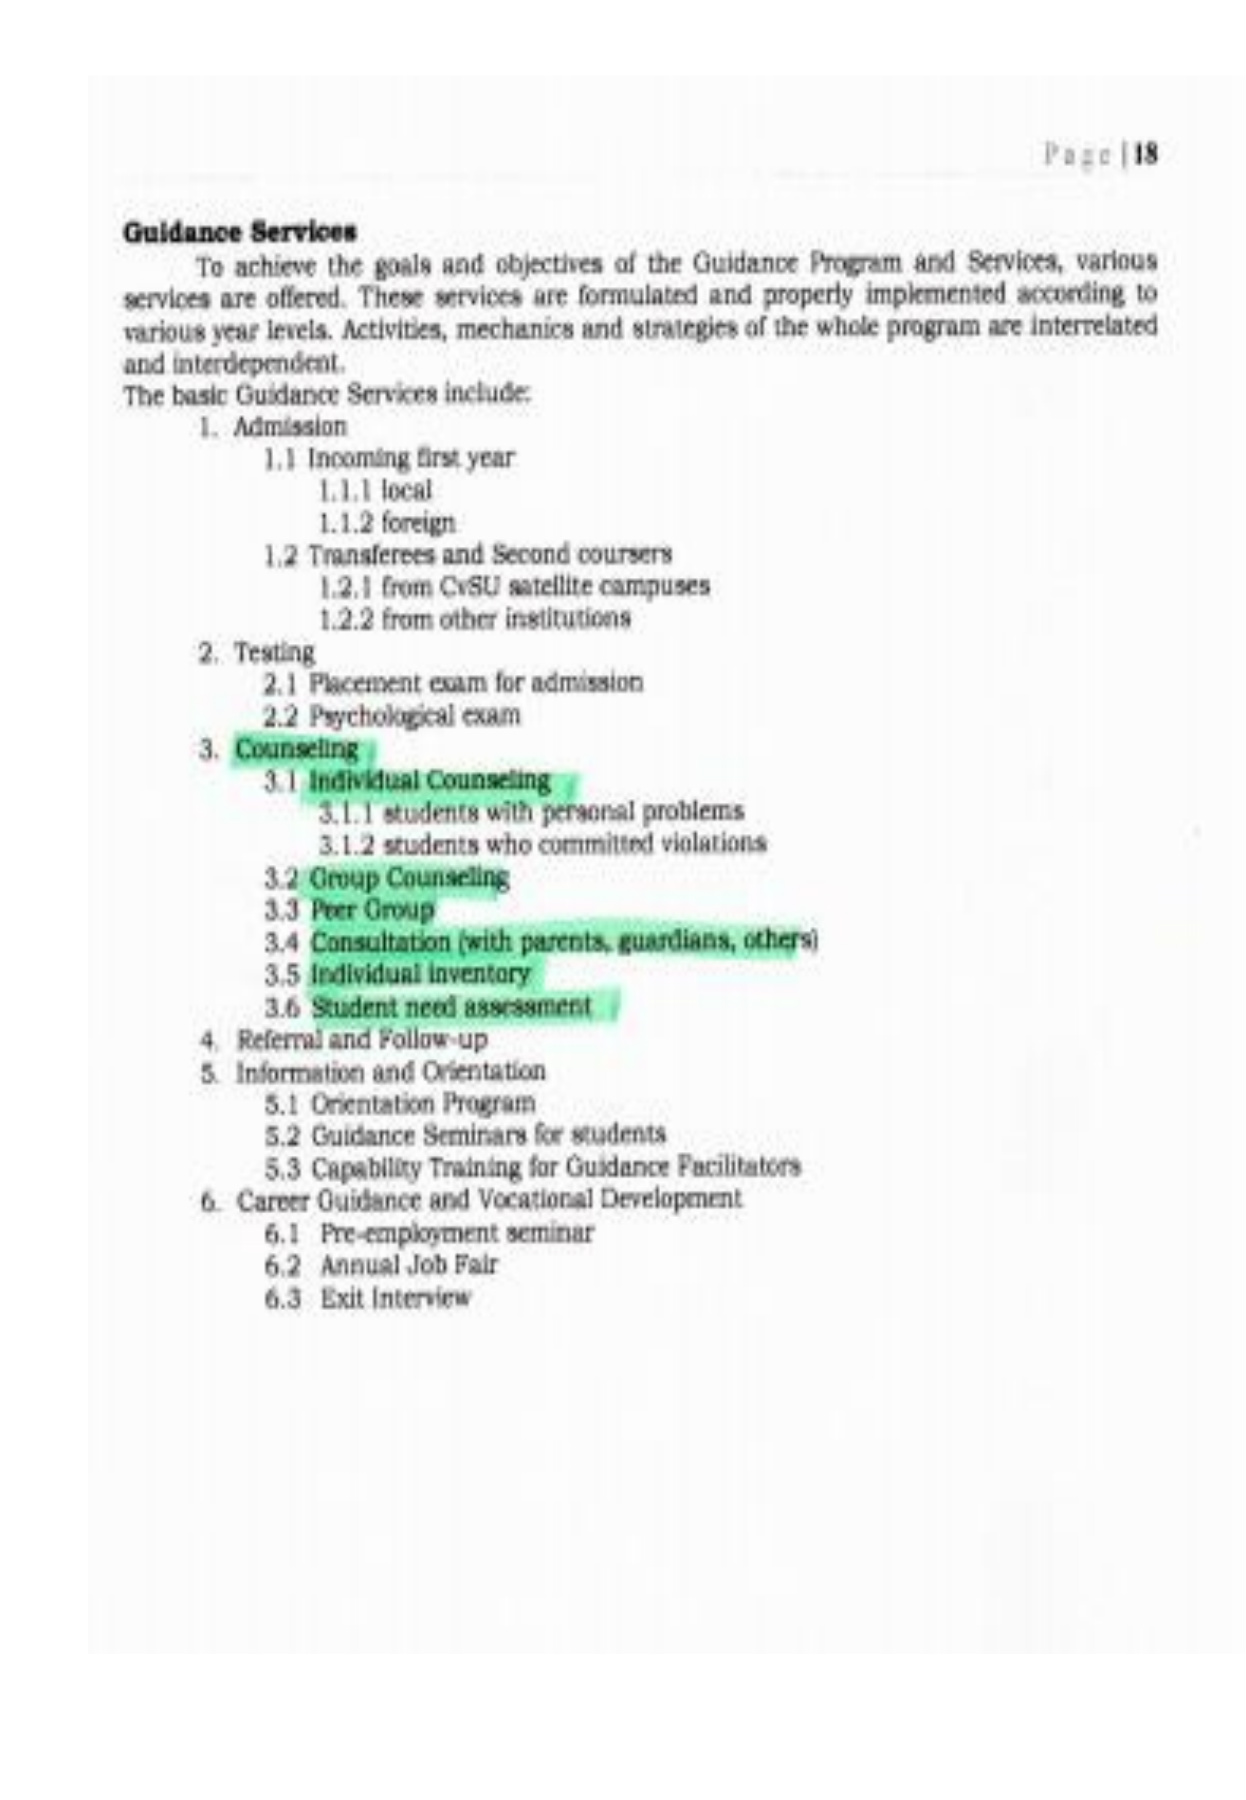 Page | 18
Guidance Services
To achieve the goals and objectives of the Guidance Program and Services, various
services are offered. These services are formulated and properly implemented according to
various year levels. Activities, mechanics and strategies of the whole program are interrelated
and interdependent.
The basic Guidance Services include:
1. Admission
1.1 Incoming first year
1.1.1 local
1.1.2 foreign
1.2 Transferees and Second coursers
1.2.1 from CvSU satellite campuses
1.2.2 from other institutions
2. Testing
2.1 Placement exam for admission
2.2 Psychological exam
3. Counseling
3.1 Individual Counseling
3.1.1 students with personal problems
3.1.2 students who committed violations
3.2 Group Counseling
3.3 Peer Group
3.4 Consultation (with parents, guardians, others)
3.5 Individual inventory
3.6 Student need assessment
4. Referral and Follow-up
5. Information and Orientation
5.1 Orientation Program
5.2 Guidance Seminars for students
5.3 Capability Training for Guidance Facilitators
6. Career Guidance and Vocational Development
6.1 Pre-employment seminar
6.2 Annual Job Fair
6.3 Exit Interview